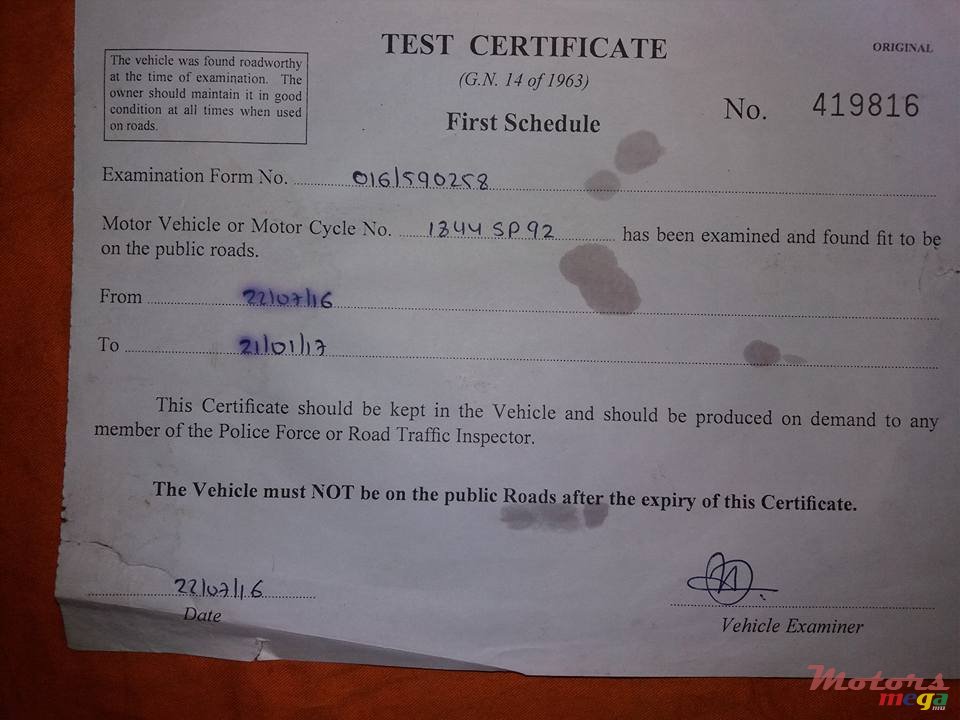 TEST CERTIFICATE
ORIGINAL
(G.N. 14 of 1963)
The vehicle was found roadworthy
at the time of examination. The
owner should maintain it in good
condition at all times when used
on roads.
First Schedule
No. 419816
Examination Form No. 016/590258
Motor Vehicle or Motor Cycle No. 1344 SP 92 has been examined and found fit to be
on the public roads.
From 22/07/16
To 21/01/17
This Certificate should be kept in the Vehicle and should be produced on demand to any
member of the Police Force or Road Traffic Inspector.
The Vehicle must NOT be on the public Roads after the expiry of this Certificate.
22/07/16
Date
Vehicle Examiner
Motors
mega
.mu